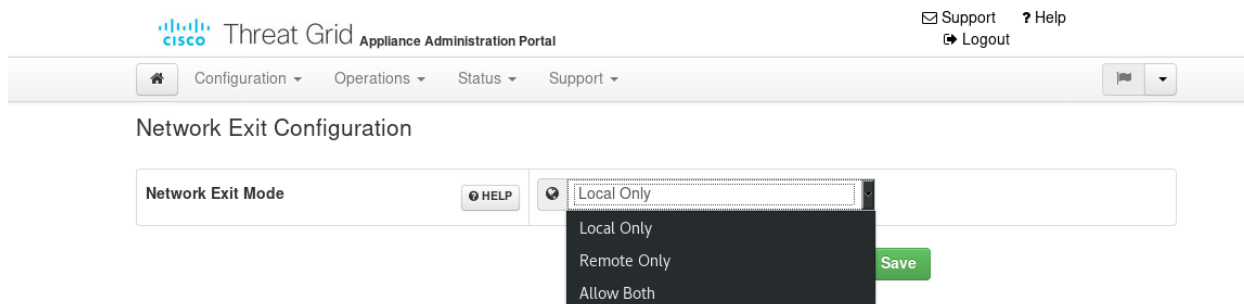 Support ? Help
CISCO Threat Grid Appliance Administration Portal
Logout
Configuration Operations Status Support
Network Exit Configuration
Network Exit Mode ? HELP Local Only
Local Only
Remote Only
Save
Allow Both